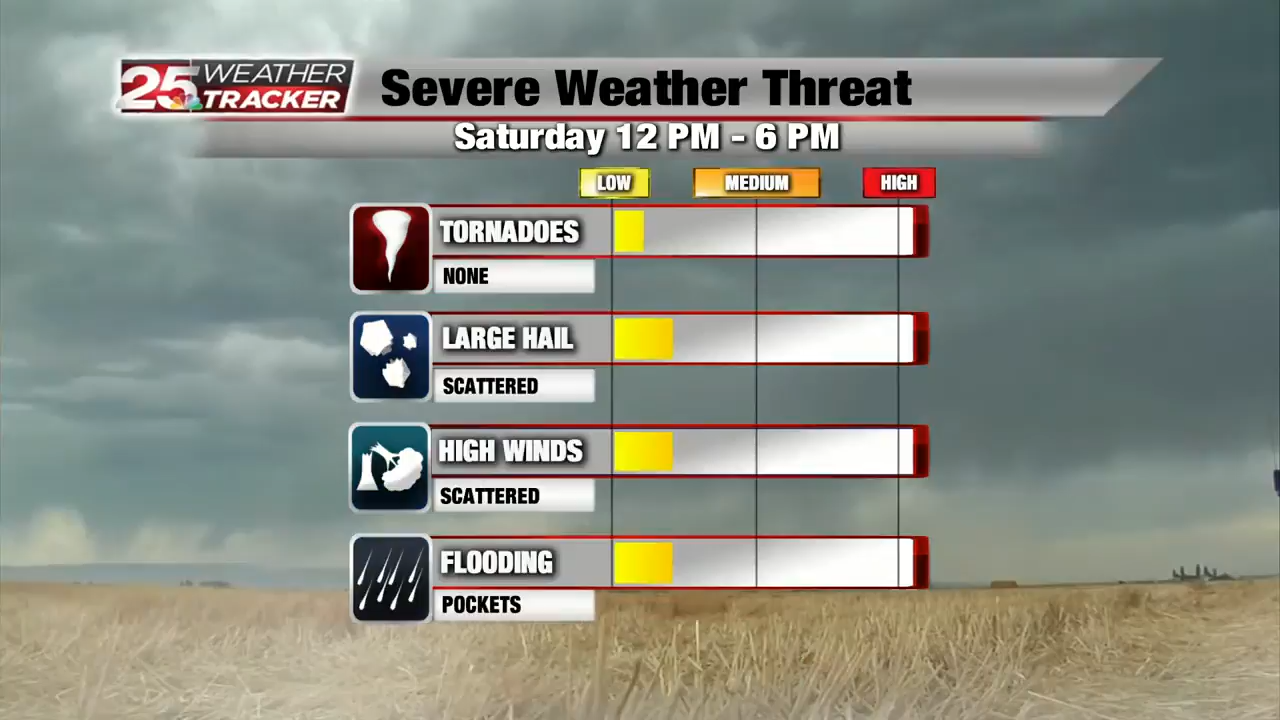 25 WEATHER
TRACKER
Severe Weather Threat
Saturday 12 PM - 6 PM
LOW MEDIUM HIGH
TORNADOES
NONE
LARGE HAIL
SCATTERED
HIGH WINDS
SCATTERED
FLOODING
POCKETS